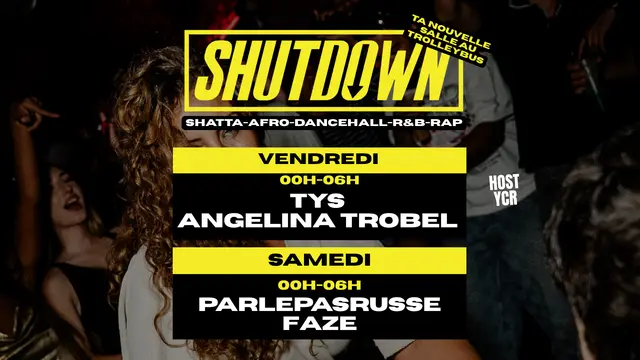 TA NOUVELLE
SALLE AU
TROLLEYBUS
SHUTDOWN
SHATTA-AFRO-DANCEHALL-R&B-RAP
VENDREDI
00H-06H
TYS
ANGELINA TROBEL
HOST
YCR
SAMEDI
00H-06H
PARLEPASRUSSE
FAZE